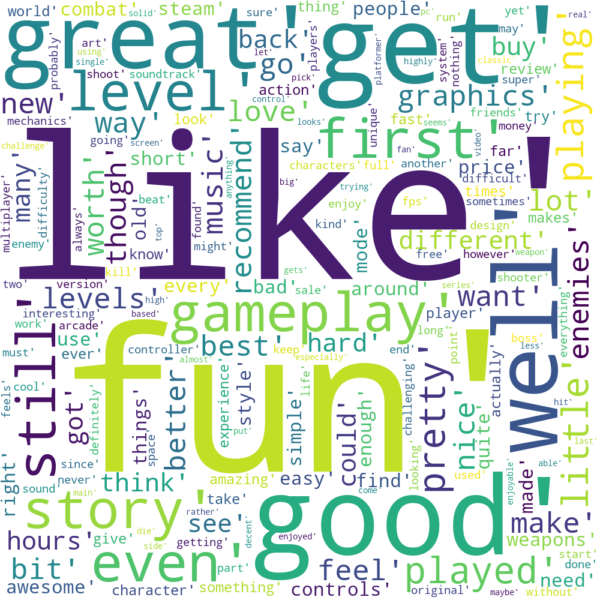 world'
combat'
solid'
steam'
people'
thing'
run'
pc'
players'
yet'
may'
art'
using'
single'
back'
world'
buy'
great'
get'
playing'
probably'
die'
shoot'
soundtrack'
let'
pick'
sure'
platformer'
highly'
system'
nothing'
classic'
real'
new'
level'
love'
go'
review'
super'
mechanics'
action'
control'
looks'
unique'
seems'
friends'
try'
challenge'
going'
look'
graphics'
way'
first'
fast'
video'
money'
many'
though'
screen'
short'
say'
fan'
characters'
full'
another'
far'
price'
difficult'
multiplayer'
difficulty'
worth'
old'
beat'
music'
recommend'
anything'
big'
trying'
enjoy'
kind'
times'
sometimes'
lot'
makes'
enemy'
always'
know'
top'
found'
might'
like'
mode'
different'
fps'
design'
however'
weapon'
two'
version'
kill'
every'
gets'
bad'
sale'
free'
around'
series'
shooter'
everything'
enemies'
interesting'
high'
based'
levels'
want'
well'
work'
arcade'
use'
ever'
controller'
almost'
gameplay'
player'
long'
point'
boss'
less'
must'
best'
keep'
especially'
hard'
end'
actually'
hit'
still'
feels'
cool'
got'
definitely'
things'
space'
better'
fun'
put'
experience'
style'
simple'
life'
could'
enough'
challenging'
pretty'
nice'
quite'
made'
little'
last'
right'
since'
never'
sound'
think'
amazing'
easy'
find'
looking'
used'
enjoyable'
able'
main'
story'
see'
take'
come'
good'
make'
hours'
give'
rather'
getting'
side'
decent'
even'
feel'
played'
weapons'
start'
done'
need'
bit'
part'
enjoyed'
awesome'
character'
something'
controls'
original'
maybe'
without'